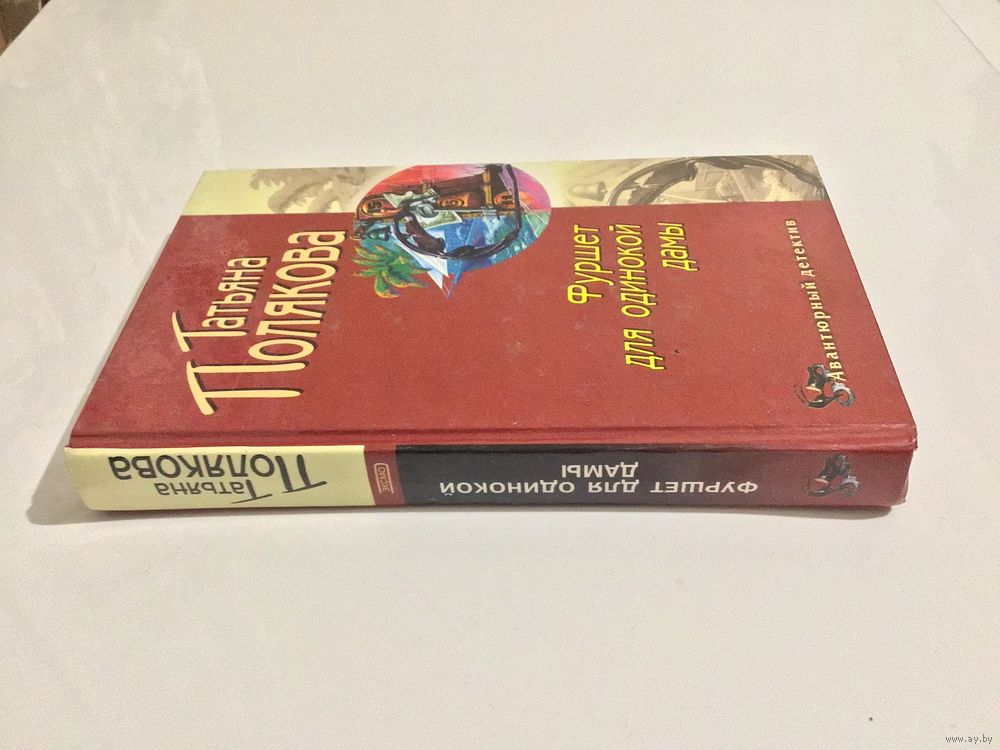 Татьяна
Полякова
Фуршет
для одинокой
дамы
Авантюрный детектив
Татьяна
Полякова
ЭКСМО
ФУРШЕТ ДЛЯ ОДИНОКОЙ
ДАМЫ
www.ay.by